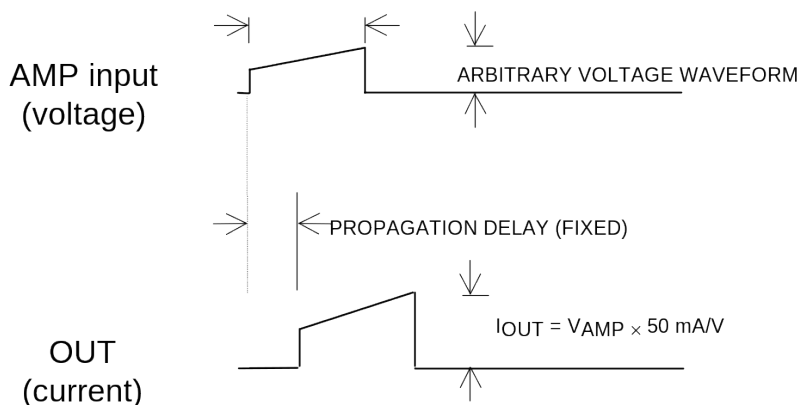 AMP input
(voltage)
ARBITRARY VOLTAGE WAVEFORM
PROPAGATION DELAY (FIXED)
IOUT = VAMP × 50 mA/V
OUT
(current)